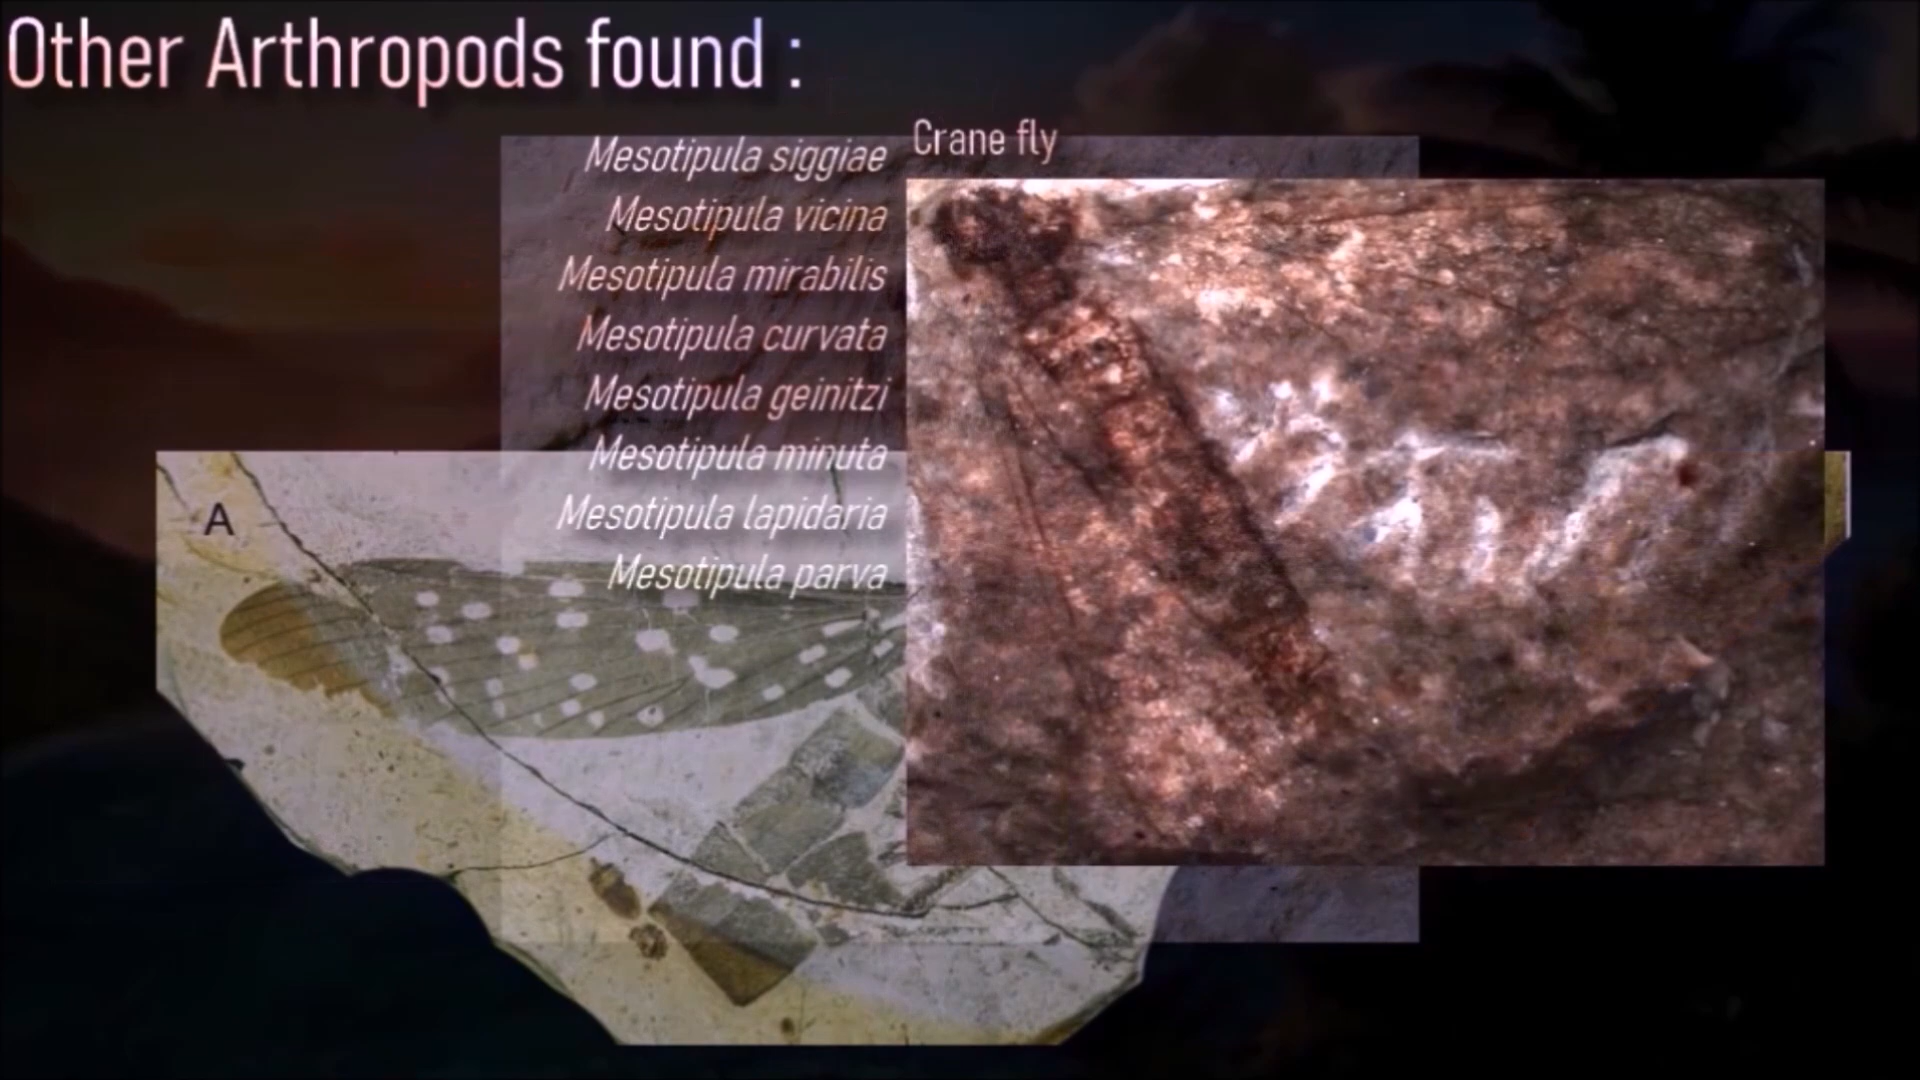 Other Arthropods found :
Crane fly
Mesotipula siggiae
Mesotipula vicina
Mesotipula mirabilis
Mesotipula curvata
Mesotipula geinitzi
Mesotipula minuta
Mesotipula lapidaria
Mesotipula parva
A